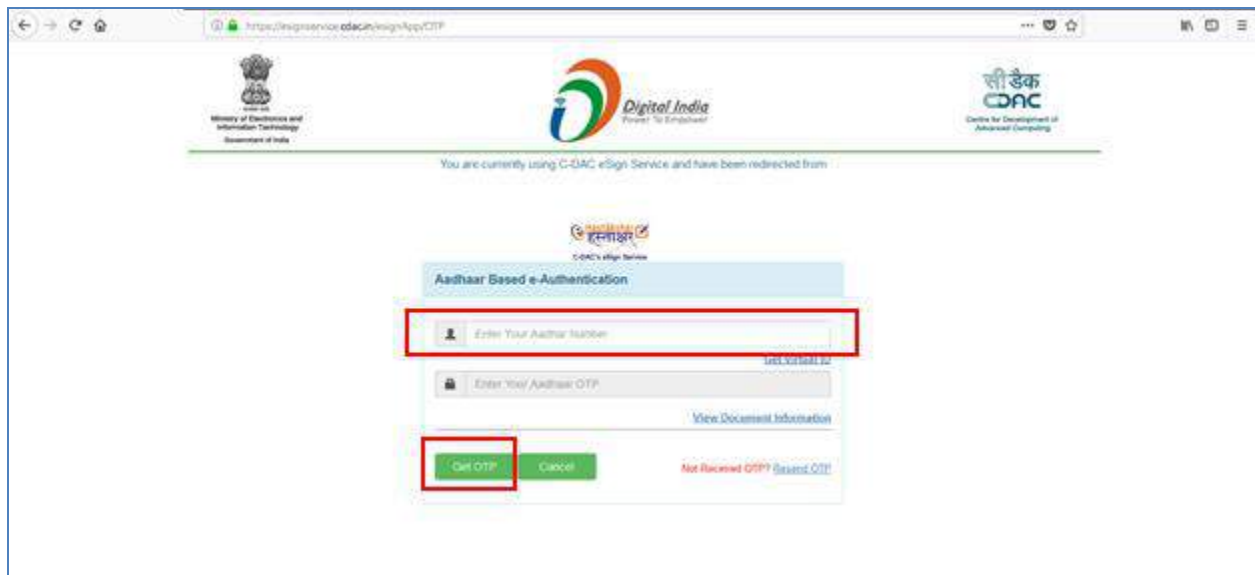 https://esignservice.cdac.in/esignApp/OTP
Ministry of Electronics and
Information Technology
Government of India
Digital India
Power To Empower
सी डैक
CDAC
Centre for Development of
Advanced Computing
You are currently using C-DAC eSign Service and have been redirected from
हस्ताक्षर
C-DAC's eSign Service
Aadhaar Based e-Authentication
Enter Your Aadhar Number
Get Virtual ID
Enter Your Aadhaar OTP
View Document Information
Get OTP
Cancel
Not Received OTP? Resend OTP